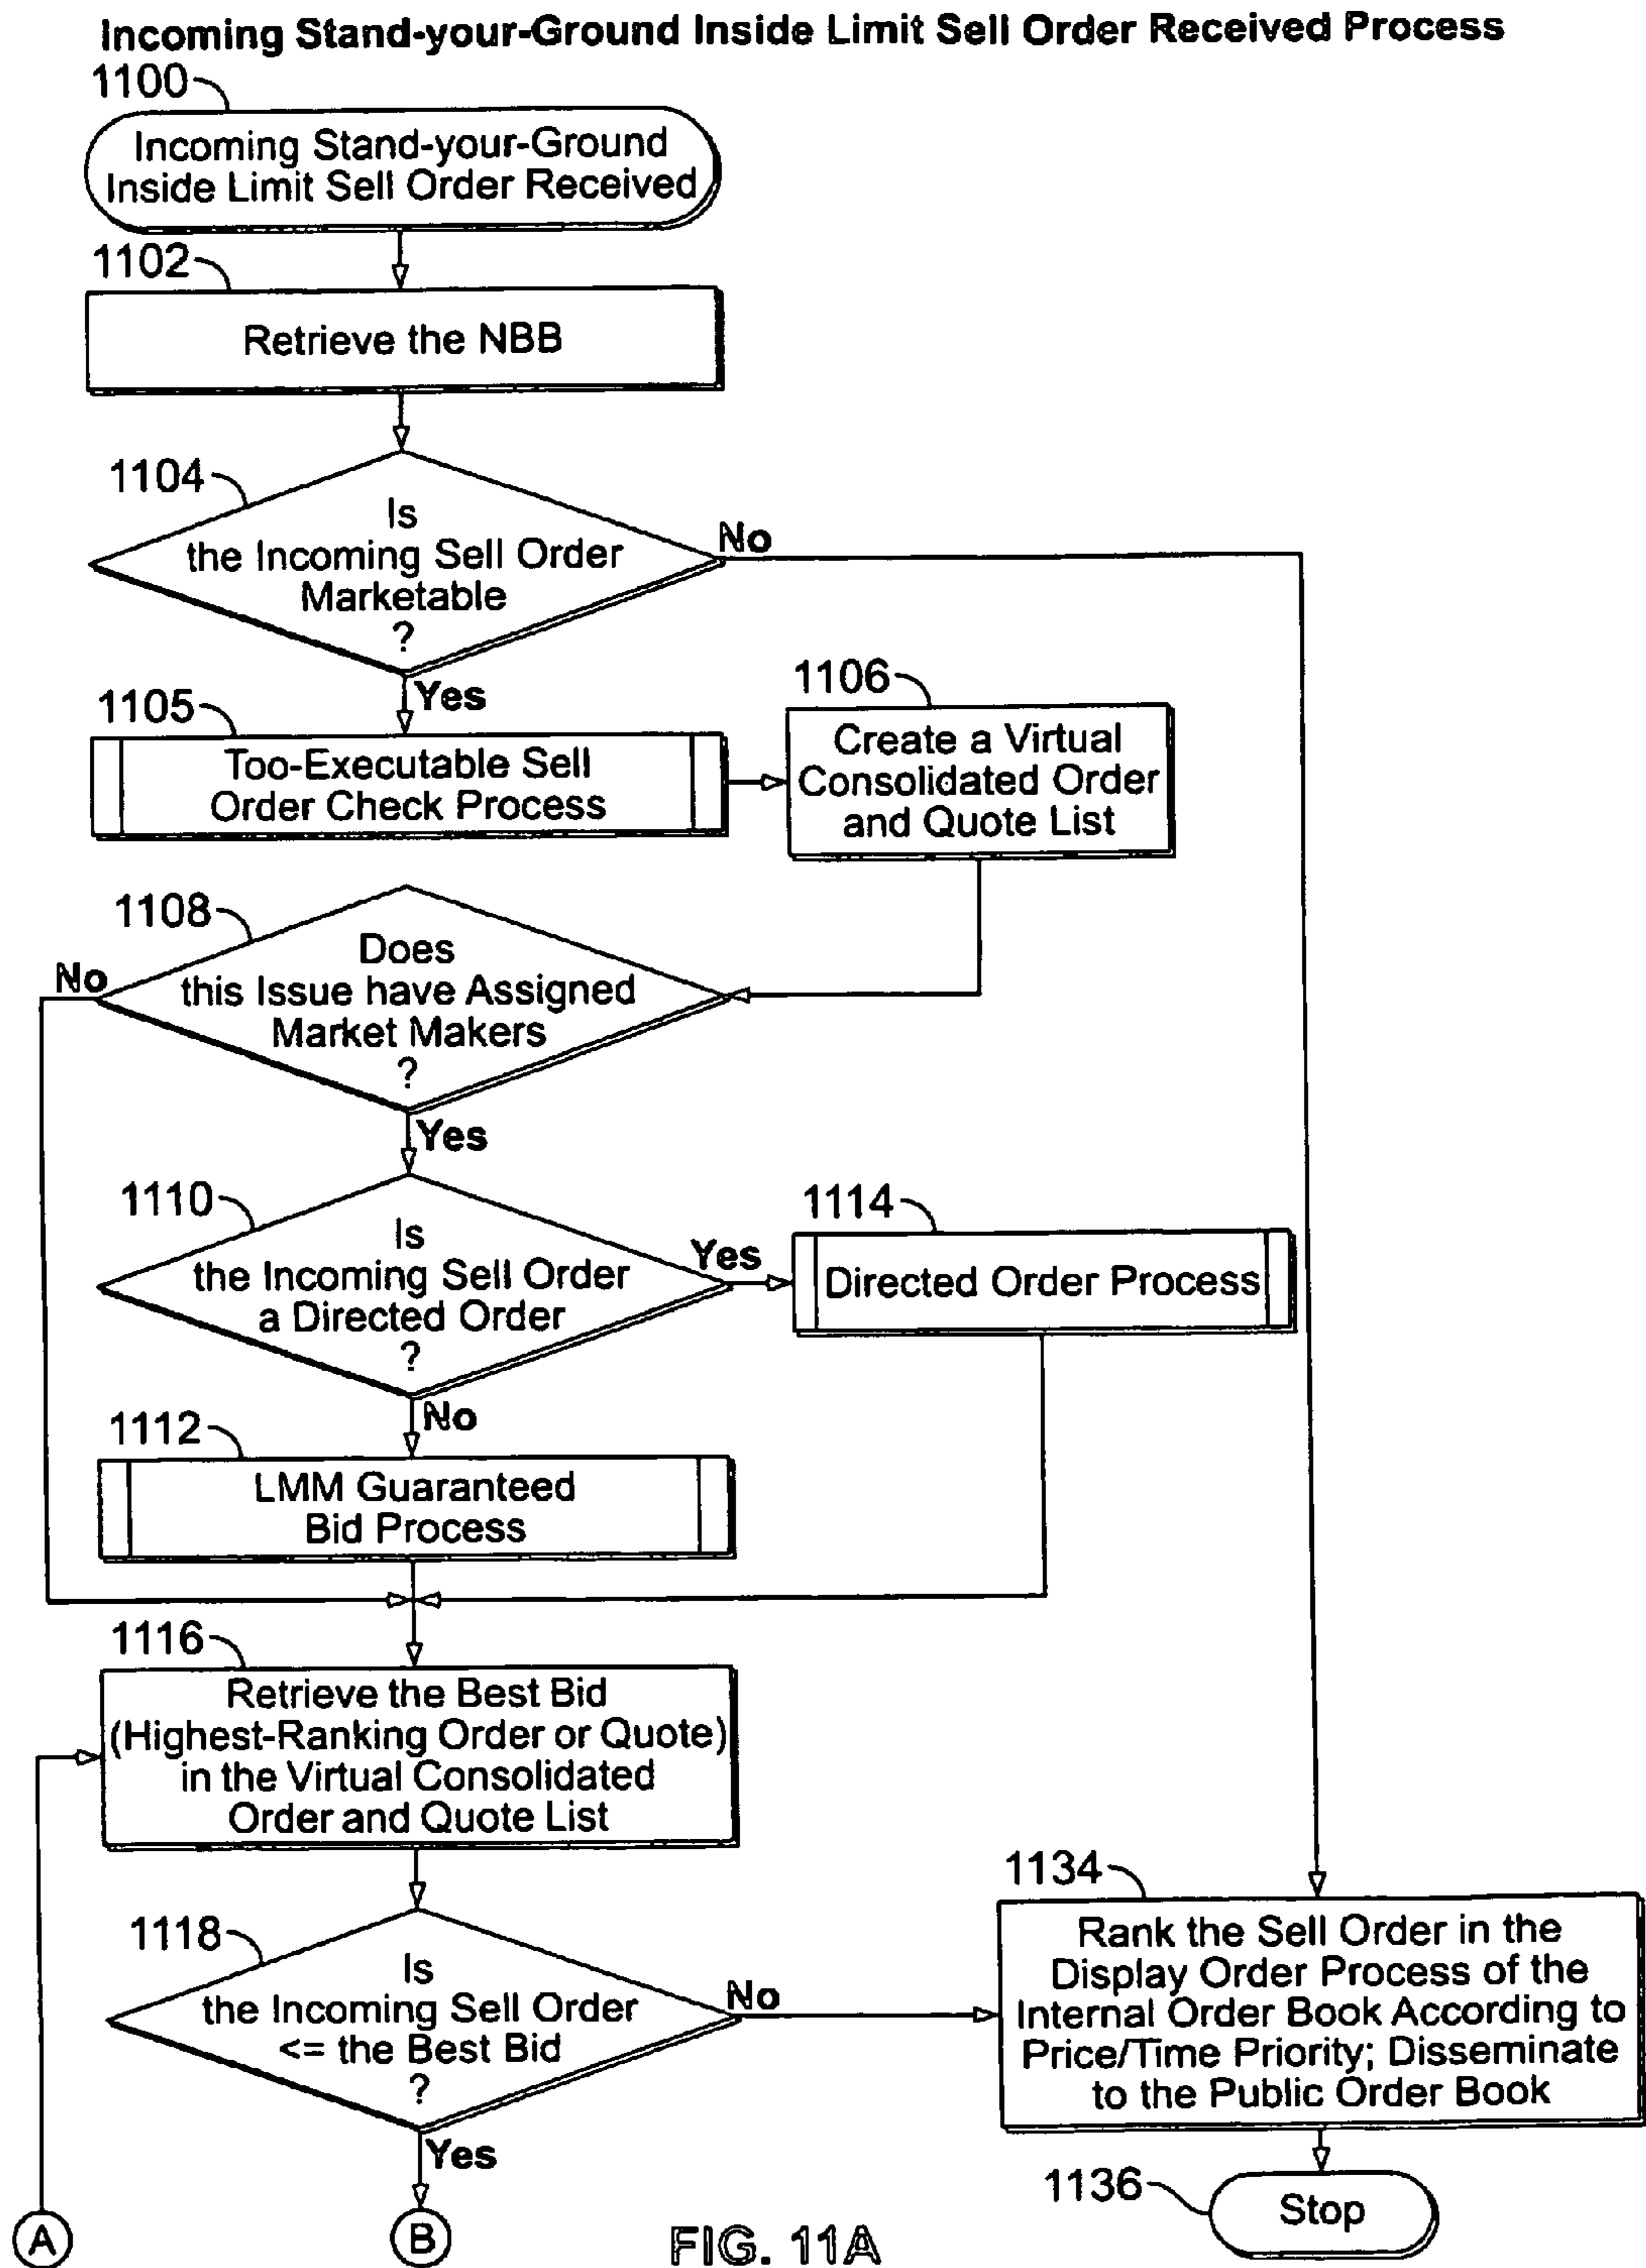 Incoming Stand-your-Ground Inside Limit Sell Order Received Process
1100
Incoming Stand-your-Ground
Inside Limit Sell Order Received
1102
Retrieve the NBB
1104
Is
the Incoming Sell Order
Marketable
?
No
Yes
1105
Too-Executable Sell
Order Check Process
1106
Create a Virtual
Consolidated Order
and Quote List
1108
Does
this Issue have Assigned
Market Makers
?
No
Yes
1110
Is
the Incoming Sell Order
a Directed Order
?
Yes
1114
Directed Order Process
No
1112
LMM Guaranteed
Bid Process
1116
Retrieve the Best Bid
(Highest-Ranking Order or Quote)
in the Virtual Consolidated
Order and Quote List
1118
Is
the Incoming Sell Order
<= the Best Bid
?
No
Yes
1134
Rank the Sell Order in the
Display Order Process of the
Internal Order Book According to
Price/Time Priority; Disseminate
to the Public Order Book
1136
Stop
A
B
FIG. 11A